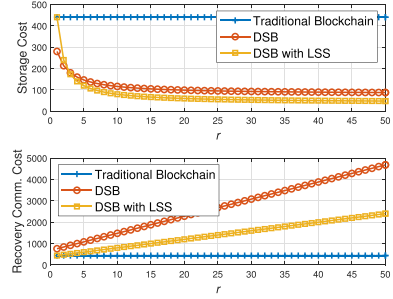 500
400
300
200
100
0
Storage Cost
Traditional Blockchain
DSB
DSB with LSS
0 5 10 15 20 25 30 35 40 45 50
r
5000
4000
3000
2000
1000
0
Recovery Comm. Cost
Traditional Blockchain
DSB
DSB with LSS
0 5 10 15 20 25 30 35 40 45 50
r